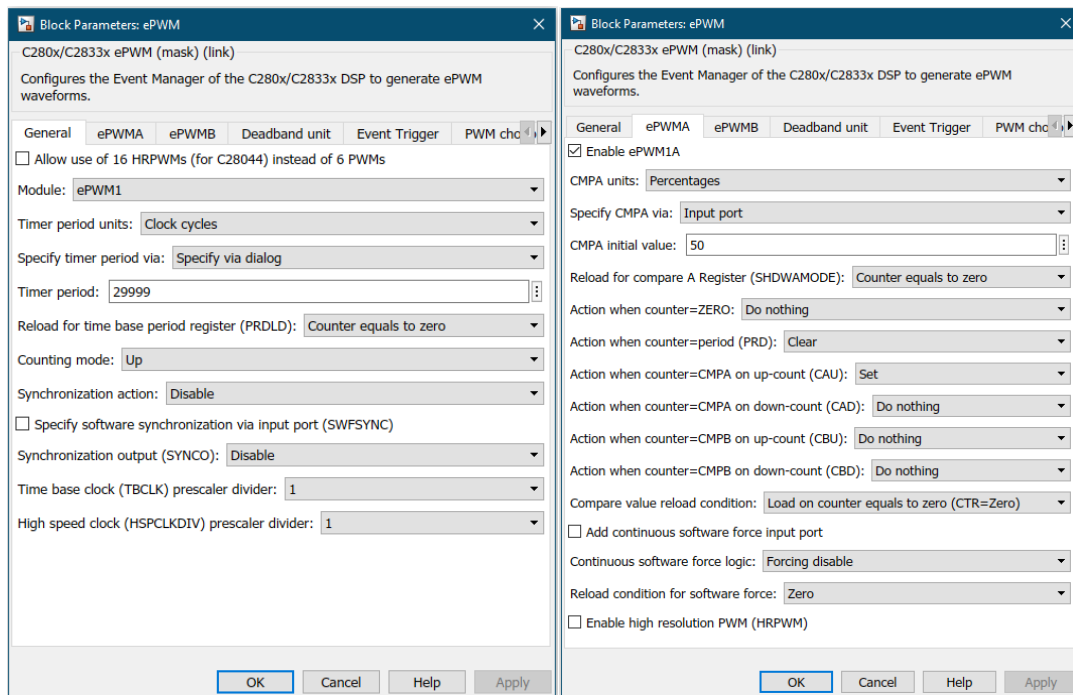 Block Parameters: ePWM
C280x/C2833x ePWM (mask) (link)
Configures the Event Manager of the C280x/C2833x DSP to generate ePWM
waveforms.
General ePWMA ePWMB Deadband unit Event Trigger PWM cho
Allow use of 16 HRPWMs (for C28044) instead of 6 PWMs
Module: ePWM1
Timer period units: Clock cycles
Specify timer period via: Specify via dialog
Timer period: 29999
Reload for time base period register (PRDLD): Counter equals to zero
Counting mode: Up
Synchronization action: Disable
Specify software synchronization via input port (SWFSYNC)
Synchronization output (SYNCO): Disable
Time base clock (TBCLK) prescaler divider: 1
High speed clock (HSPCLKDIV) prescaler divider: 1
OK Cancel Help Apply
Block Parameters: ePWM
C280x/C2833x ePWM (mask) (link)
Configures the Event Manager of the C280x/C2833x DSP to generate ePWM
waveforms.
General ePWMA ePWMB Deadband unit Event Trigger PWM cho
Enable ePWM1A
CMPA units: Percentages
Specify CMPA via: Input port
CMPA initial value: 50
Reload for compare A Register (SHDWAMODE): Counter equals to zero
Action when counter=ZERO: Do nothing
Action when counter=period (PRD): Clear
Action when counter=CMPA on up-count (CAU): Set
Action when counter=CMPA on down-count (CAD): Do nothing
Action when counter=CMPB on up-count (CBU): Do nothing
Action when counter=CMPB on down-count (CBD): Do nothing
Compare value reload condition: Load on counter equals to zero (CTR=Zero)
Add continuous software force input port
Continuous software force logic: Forcing disable
Reload condition for software force: Zero
Enable high resolution PWM (HRPWM)
OK Cancel Help Apply